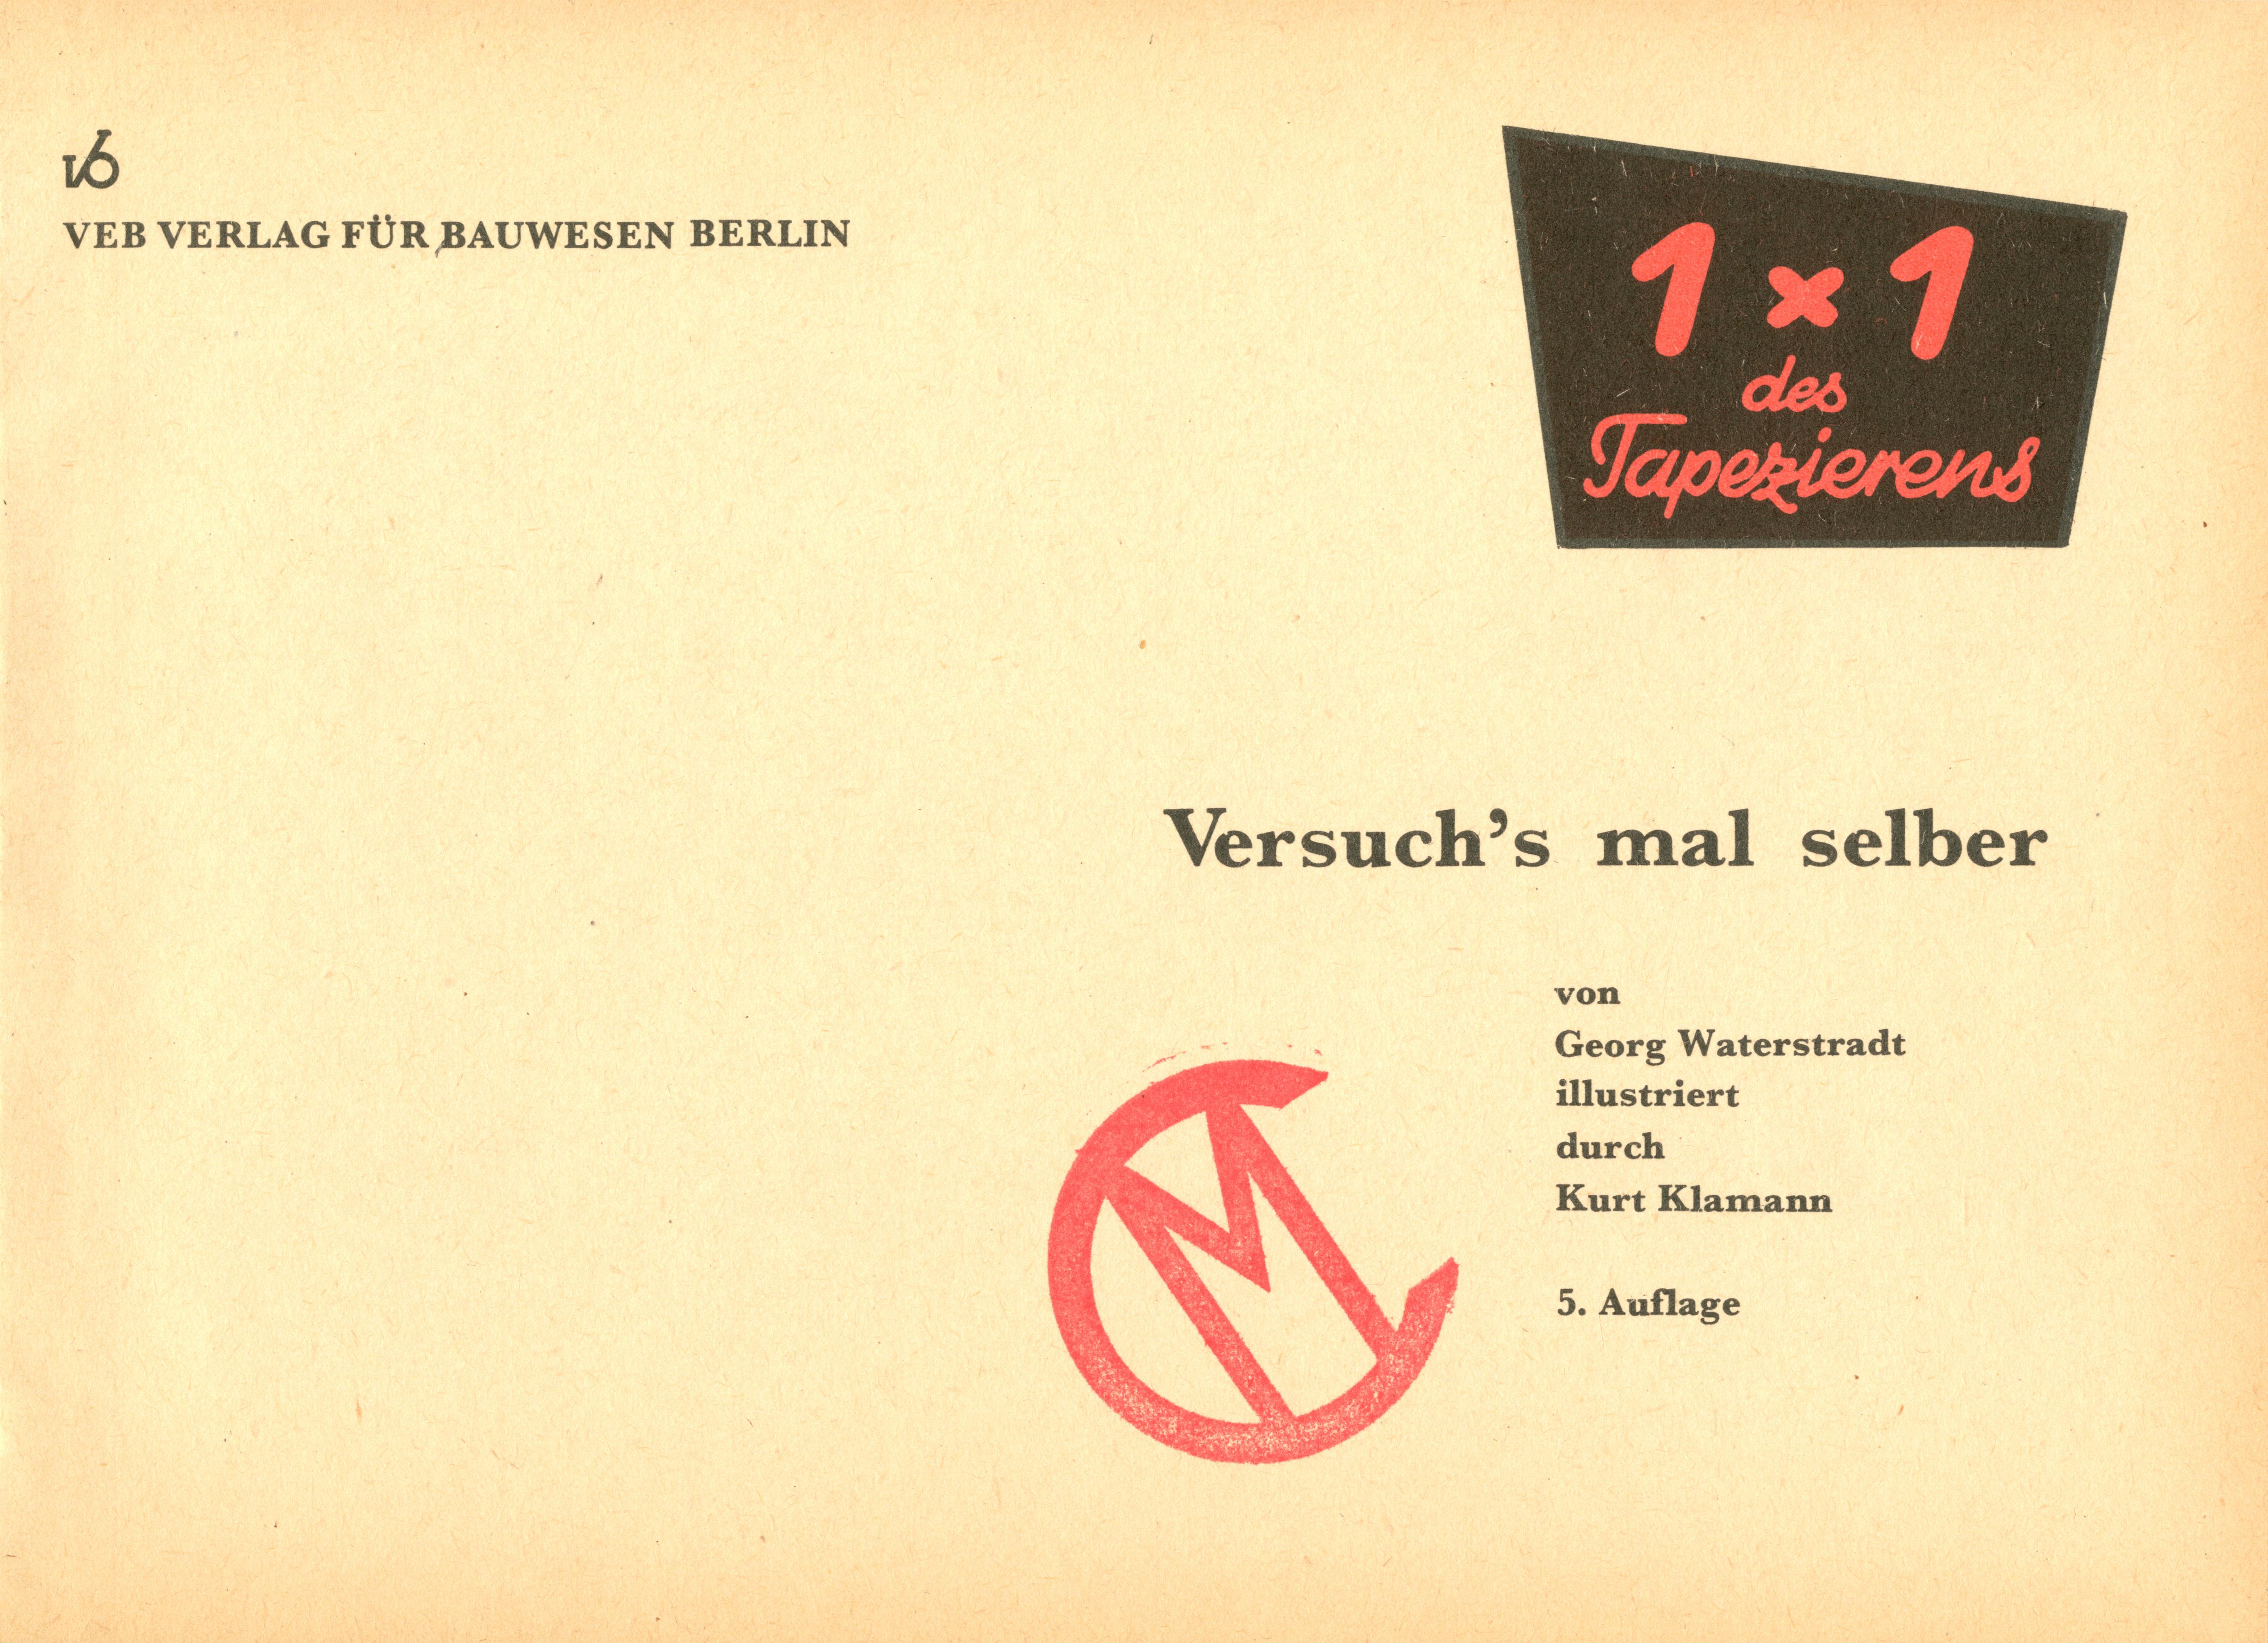 vb
VEB VERLAG FÜR BAUWESEN BERLIN
1 x 1
des
Tapezierens
Versuch's mal selber
von
Georg Waterstradt
illustriert
durch
Kurt Klamann
5. Auflage
CM